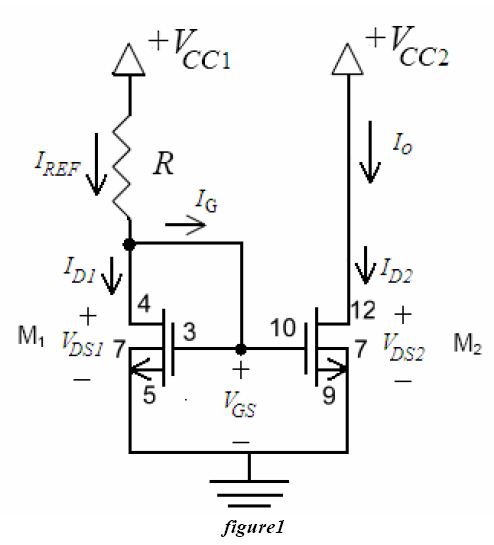 +VCC1
+VCC2
IREF
R
IG
Io
ID1
ID2
4
12
+
+
M1
VDS1
7
3
10
7
VDS2
M2
−
5
+
9
−
VGS
−
figure1